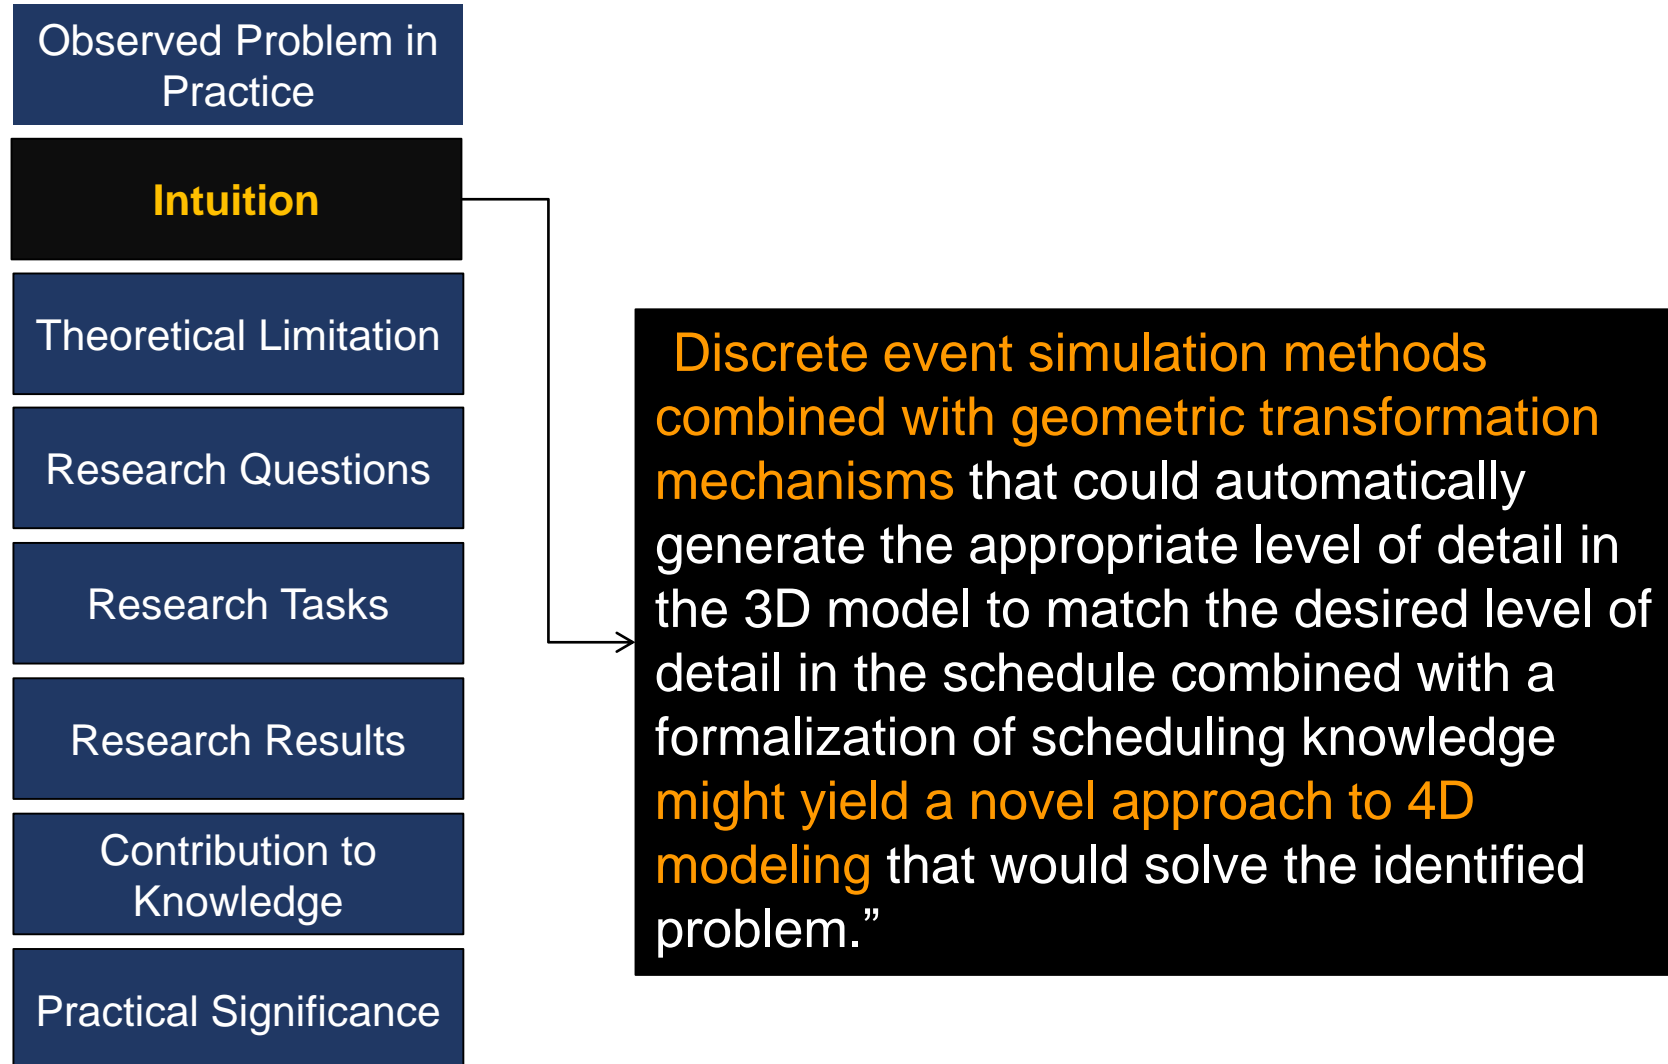 Observed Problem in
Practice
Intuition
Theoretical Limitation
Research Questions
Research Tasks
Research Results
Contribution to
Knowledge
Practical Significance
Discrete event simulation methods
combined with geometric transformation
mechanisms that could automatically
generate the appropriate level of detail in
the 3D model to match the desired level of
detail in the schedule combined with a
formalization of scheduling knowledge
might yield a novel approach to 4D
modeling that would solve the identified
problem.”